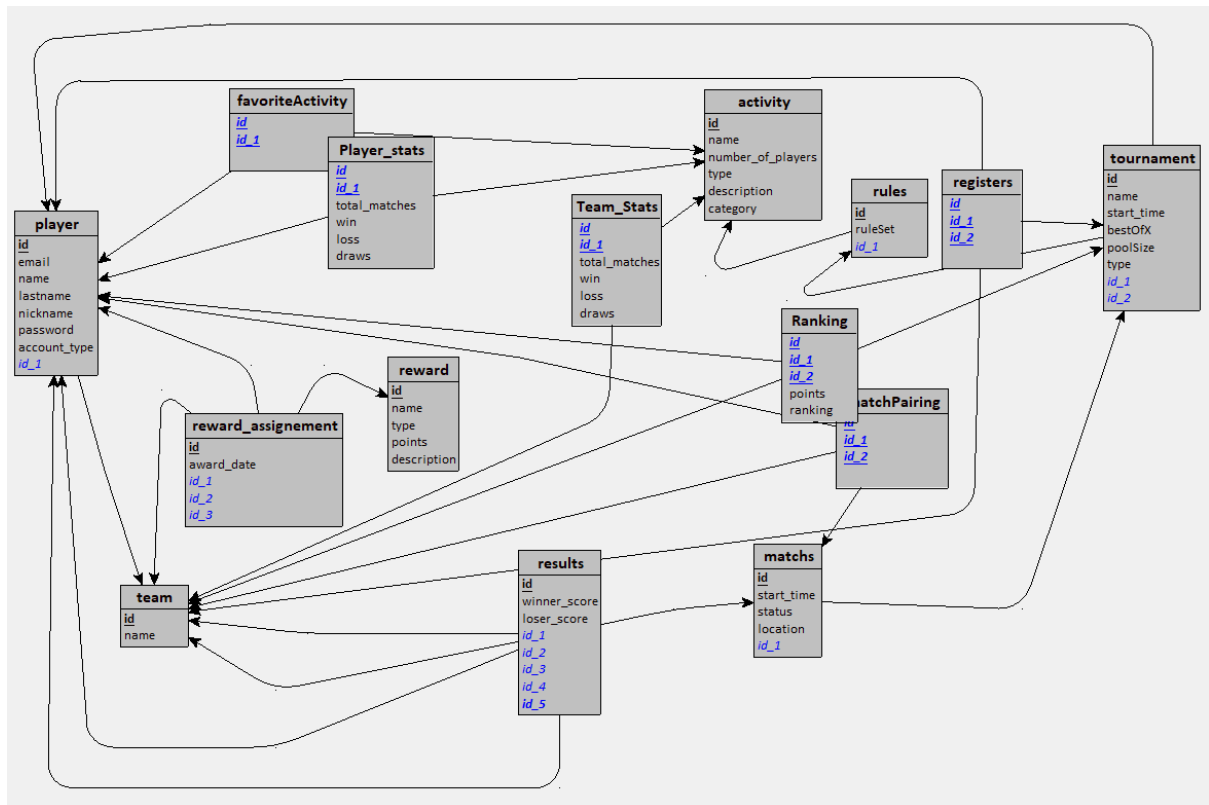 favoriteActivity
id
id_1
Player_stats
id
id_1
total_matches
win
loss
draws
activity
id
name
number_of_players
type
description
category
Team_Stats
id
id_1
total_matches
win
loss
draws
rules
id
ruleSet
id_1
registers
id
id_1
id_2
tournament
id
name
start_time
bestOfX
poolSize
type
id_1
id_2
player
id
email
name
lastname
nickname
password
account_type
id_1
Ranking
id
id_1
id_2
points
ranking
reward
id
name
type
points
description
atchPairing
id
id_1
id_2
reward_assignement
id
award_date
id_1
id_2
id_3
team
id
name
results
id
winner_score
loser_score
id_1
id_2
id_3
id_4
id_5
matchs
id
start_time
status
location
id_1